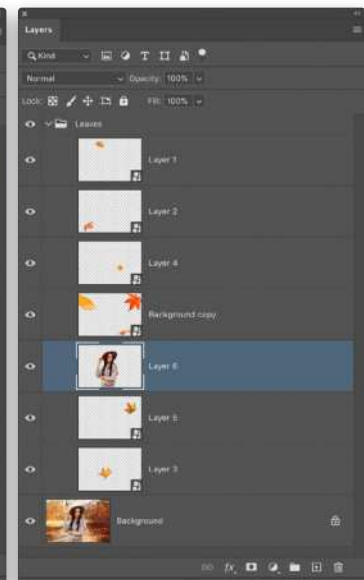 Layers
Kind
Normal Opacity: 100%
Lock: Fill: 100%
Leaves
Layer 1
Layer 2
Layer 4
Background copy
Layer 6
Layer 5
Layer 3
Background
fx